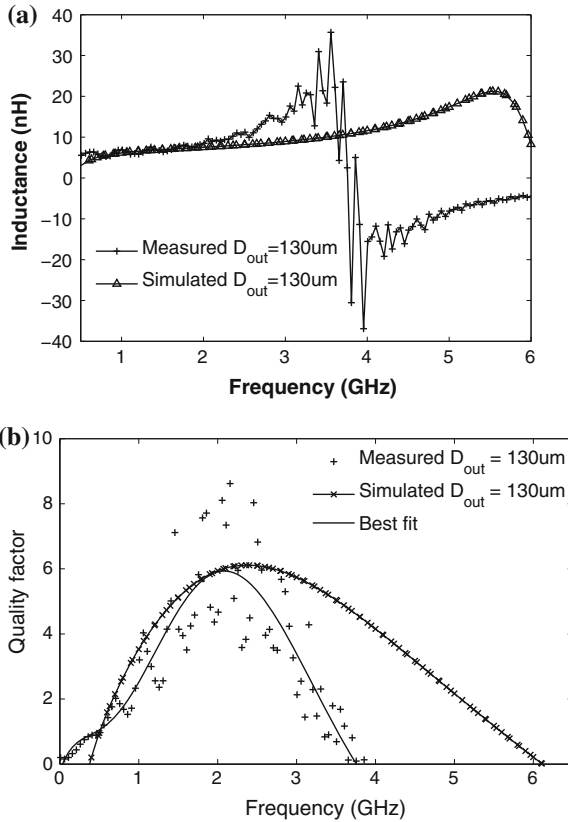 (a)
40
30
20
10
0
−10
−20
−30
−40
Inductance (nH)
Measured D_out=130um
Simulated D_out=130um
1 2 3 4 5 6
Frequency (GHz)
(b)
10
8
6
4
2
0
Quality factor
Measured D_out = 130um
Simulated D_out = 130um
Best fit
0 1 2 3 4 5 6
Frequency (GHz)